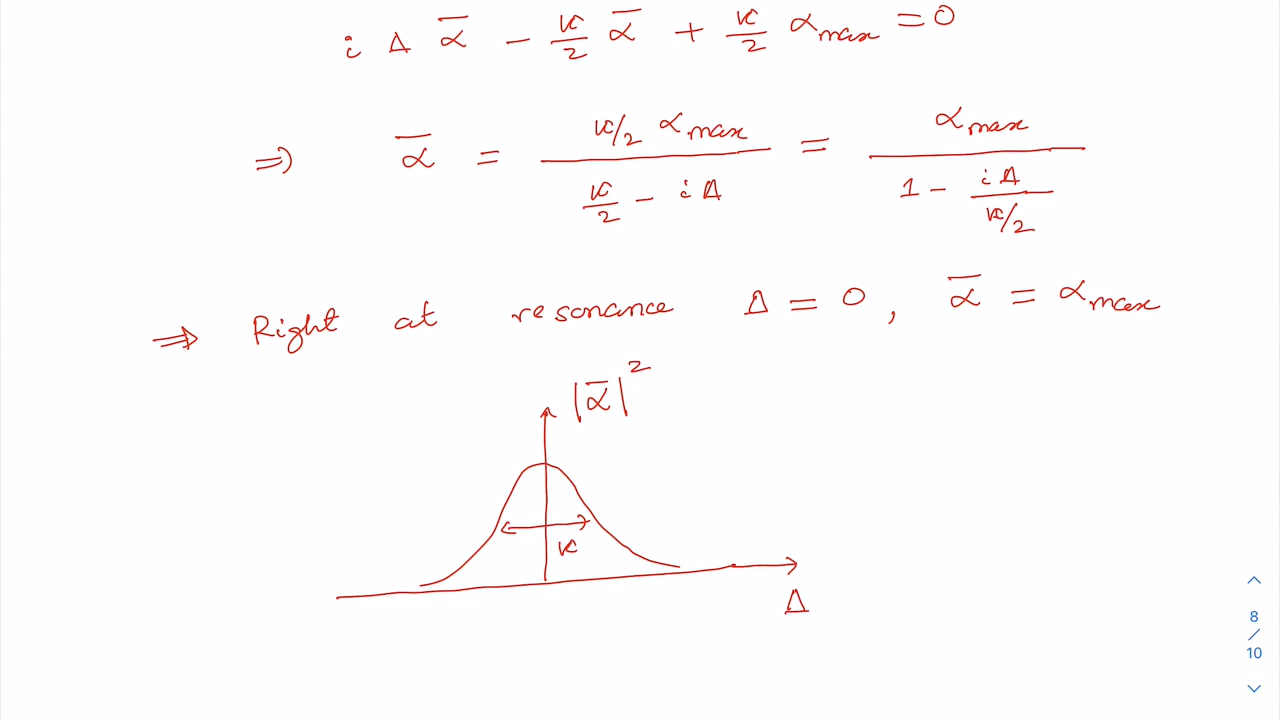 i Δ ᾱ - κ/2 ᾱ + κ/2 α_max = 0
⇒ ᾱ = (κ/2 α_max) / (κ/2 - iΔ) = α_max / (1 - iΔ/(κ/2))
⇒ Right at resonance Δ = 0, ᾱ = α_max
|ᾱ|²
κ
Δ
8
/
10